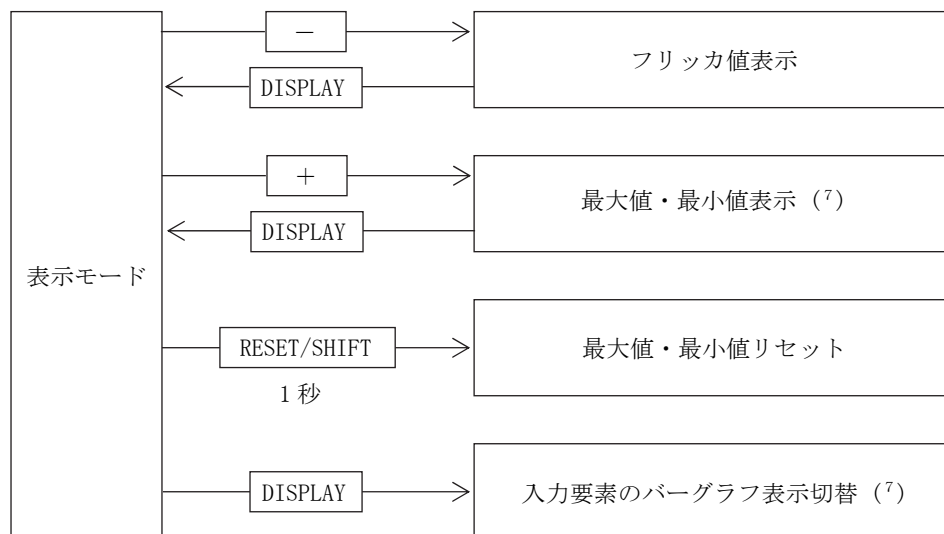 −
フリッカ値表示
DISPLAY
+
最大値・最小値表示（⁷）
DISPLAY
表示モード
RESET/SHIFT
最大値・最小値リセット
1秒
DISPLAY
入力要素のバーグラフ表示切替（⁷）